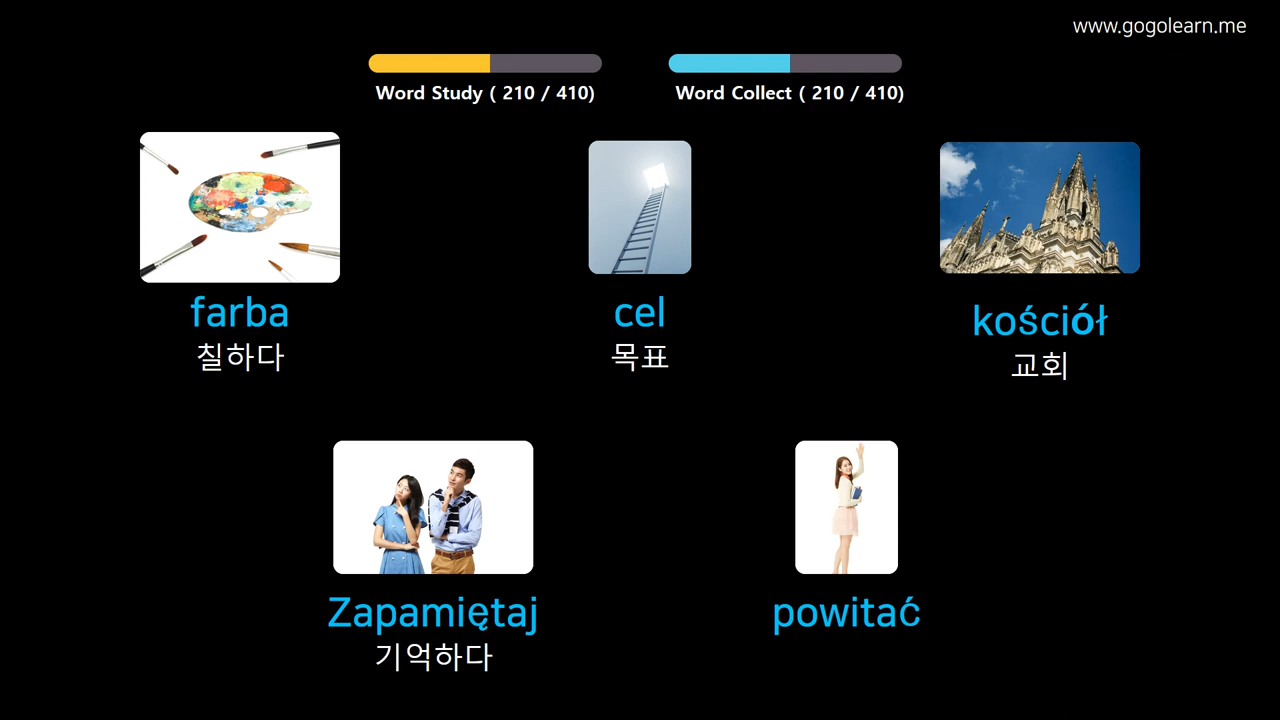 www.gogolearn.me
Word Study ( 210 / 410)
Word Collect ( 210 / 410)
farba
칠하다
cel
목표
kościół
교회
Zapamiętaj
기억하다
powitać